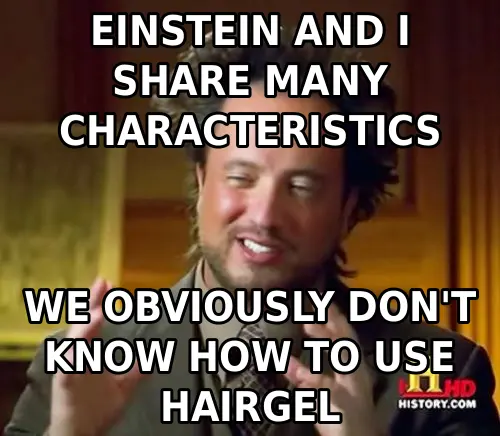 EINSTEIN AND I
SHARE MANY
CHARACTERISTICS
WE OBVIOUSLY DON'T
KNOW HOW TO USE
HAIRGEL
H HD
HISTORY.COM